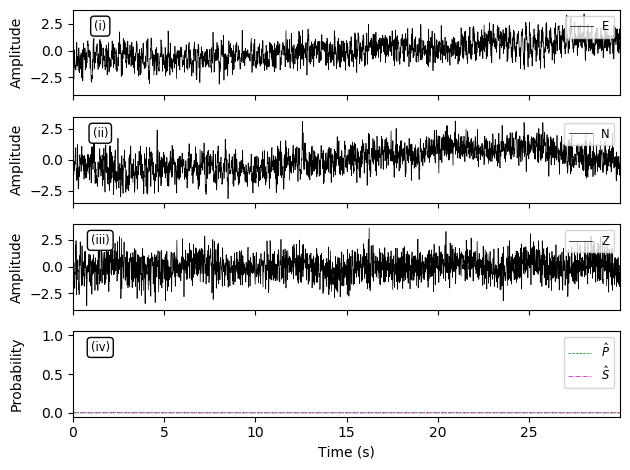 (i)
E
Amplitude
2.5
0.0
−2.5
(ii)
N
Amplitude
2.5
0.0
−2.5
(iii)
Z
Amplitude
2.5
0.0
−2.5
(iv)
P̂
Ŝ
Probability
1.0
0.5
0.0
0 5 10 15 20 25
Time (s)